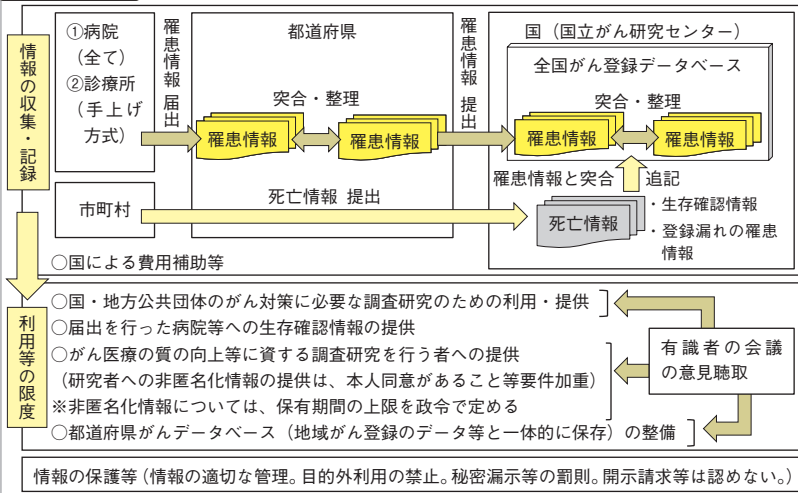 情報の収集・記録
①病院
（全て）
②診療所
（手上げ
方式）
罹患情報 届出
都道府県
突合・整理
罹患情報
罹患情報
罹患情報 提出
国（国立がん研究センター）
全国がん登録データベース
突合・整理
罹患情報
罹患情報
罹患情報と突合
追記
市町村
死亡情報 提出
死亡情報
・生存確認情報
・登録漏れの罹患
情報
○国による費用補助等
利用等の限度
○国・地方公共団体のがん対策に必要な調査研究のための利用・提供
○届出を行った病院等への生存確認情報の提供
○がん医療の質の向上等に資する調査研究を行う者への提供
（研究者への非匿名化情報の提供は、本人同意があること等要件加重）
※非匿名化情報については、保有期間の上限を政令で定める
○都道府県がんデータベース（地域がん登録のデータ等と一体的に保存）の整備
有識者の会議
の意見聴取
情報の保護等（情報の適切な管理。目的外利用の禁止。秘密漏示等の罰則。開示請求等は認めない。）